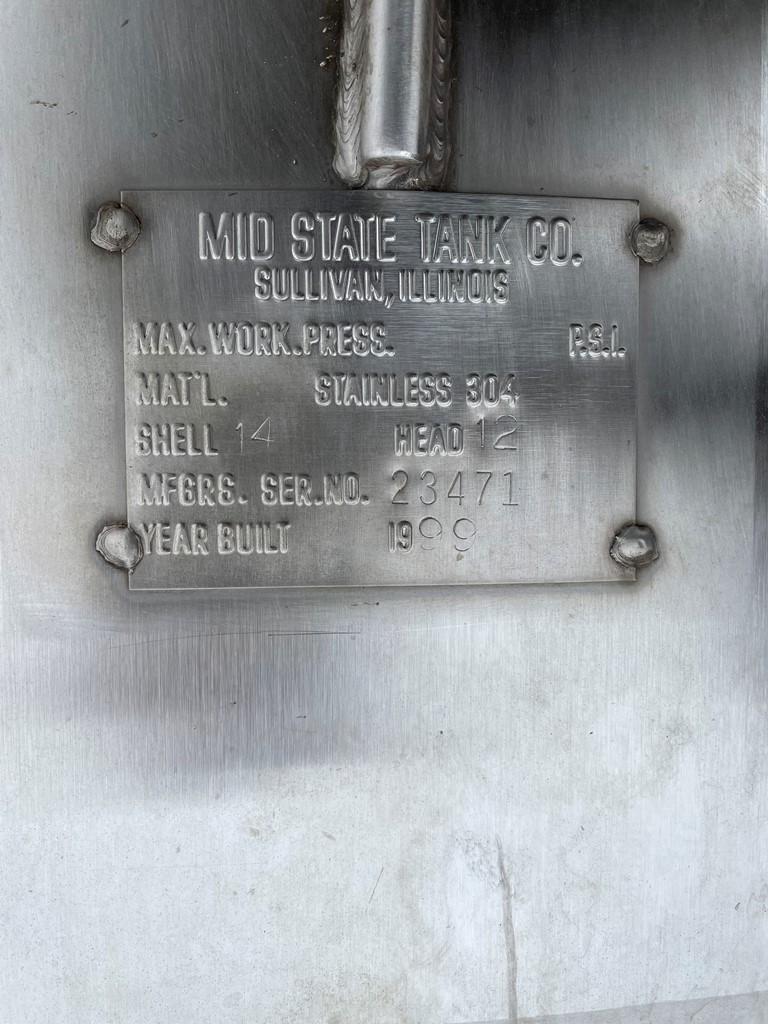 MID STATE TANK CO.
SULLIVAN, ILLINOIS
MAX. WORK. PRESS. P.S.I.
MAT'L. STAINLESS 304
SHELL 14 HEAD 12
MFGRS. SER. NO. 23471
YEAR BUILT 1999